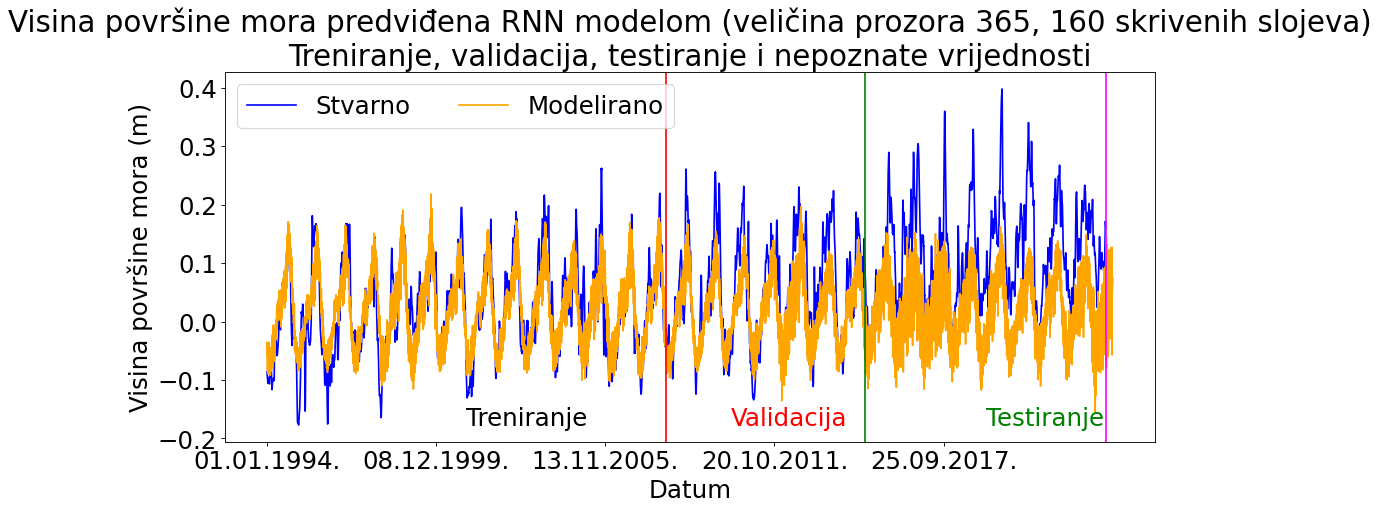 Visina površine mora predviđena RNN modelom (veličina prozora 365, 160 skrivenih slojeva)
Treniranje, validacija, testiranje i nepoznate vrijednosti
Stvarno Modelirano
Visina površine mora (m)
0.4
0.3
0.2
0.1
0.0
−0.1
−0.2
Treniranje Validacija Testiranje
01.01.1994. 08.12.1999. 13.11.2005. 20.10.2011. 25.09.2017.
Datum